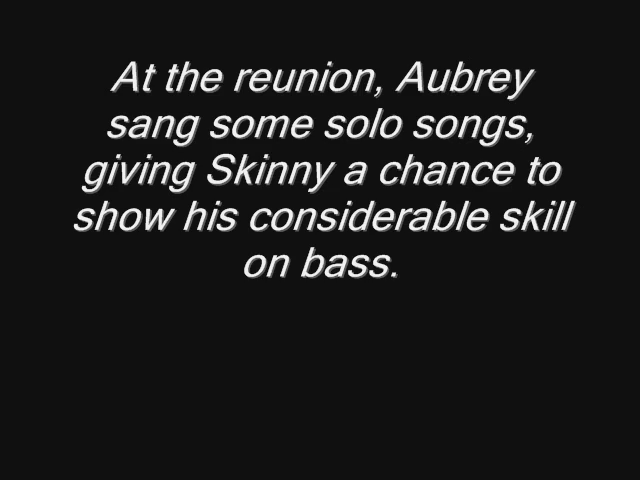 At the reunion, Aubrey
sang some solo songs,
giving Skinny a chance to
show his considerable skill
on bass.